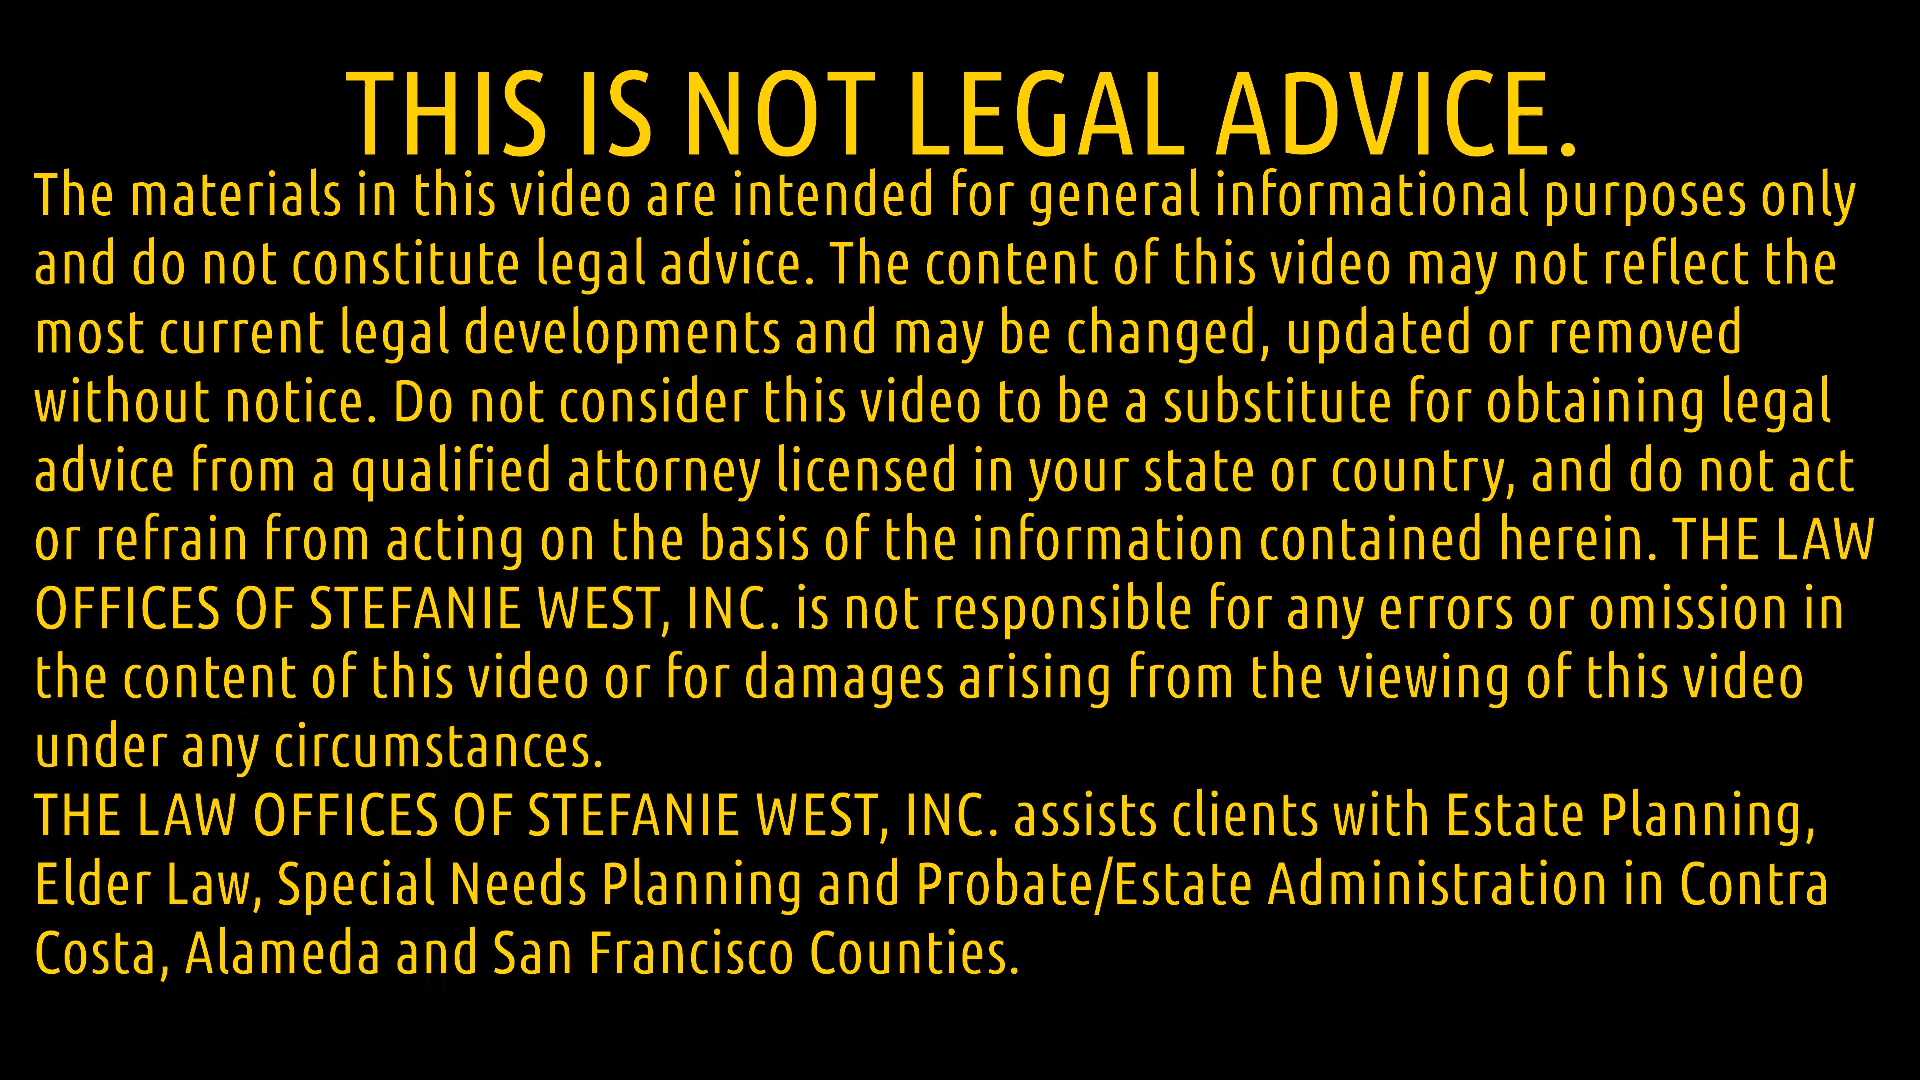 THIS IS NOT LEGAL ADVICE.
The materials in this video are intended for general informational purposes only
and do not constitute legal advice. The content of this video may not reflect the
most current legal developments and may be changed, updated or removed
without notice. Do not consider this video to be a substitute for obtaining legal
advice from a qualified attorney licensed in your state or country, and do not act
or refrain from acting on the basis of the information contained herein. THE LAW
OFFICES OF STEFANIE WEST, INC. is not responsible for any errors or omission in
the content of this video or for damages arising from the viewing of this video
under any circumstances.
THE LAW OFFICES OF STEFANIE WEST, INC. assists clients with Estate Planning,
Elder Law, Special Needs Planning and Probate/Estate Administration in Contra
Costa, Alameda and San Francisco Counties.